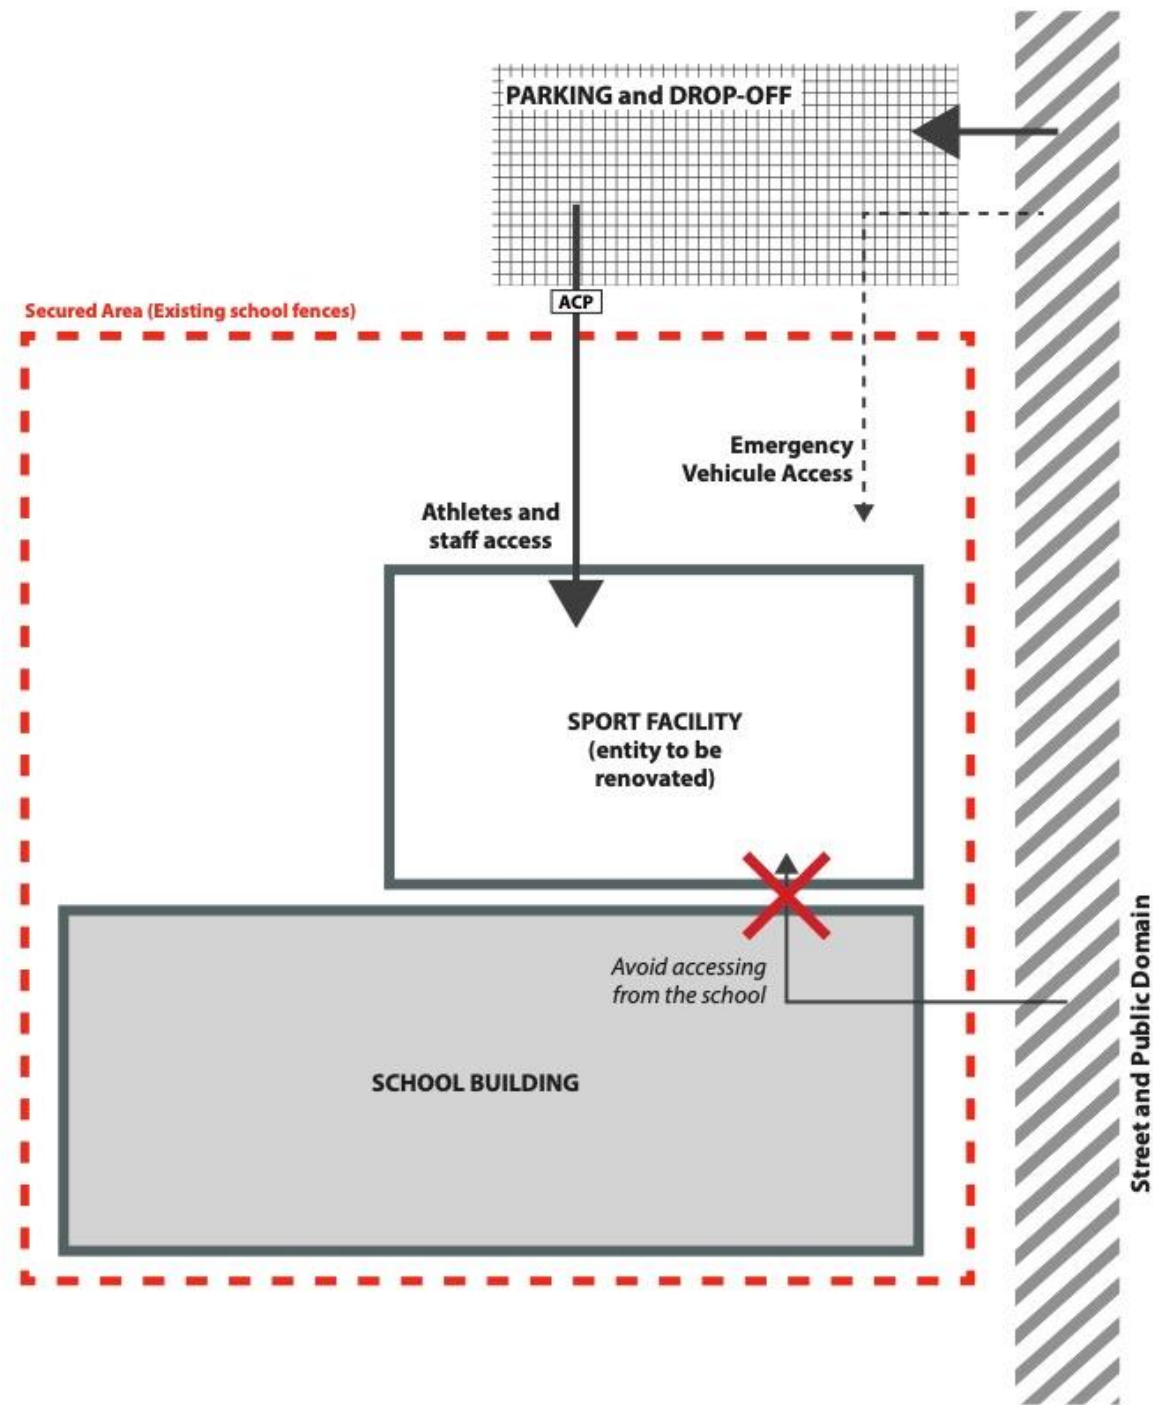 PARKING and DROP-OFF
ACP
Secured Area (Existing school fences)
Emergency
Vehicule Access
Athletes and
staff access
SPORT FACILITY
(entity to be
renovated)
Avoid accessing
from the school
SCHOOL BUILDING
Street and Public Domain